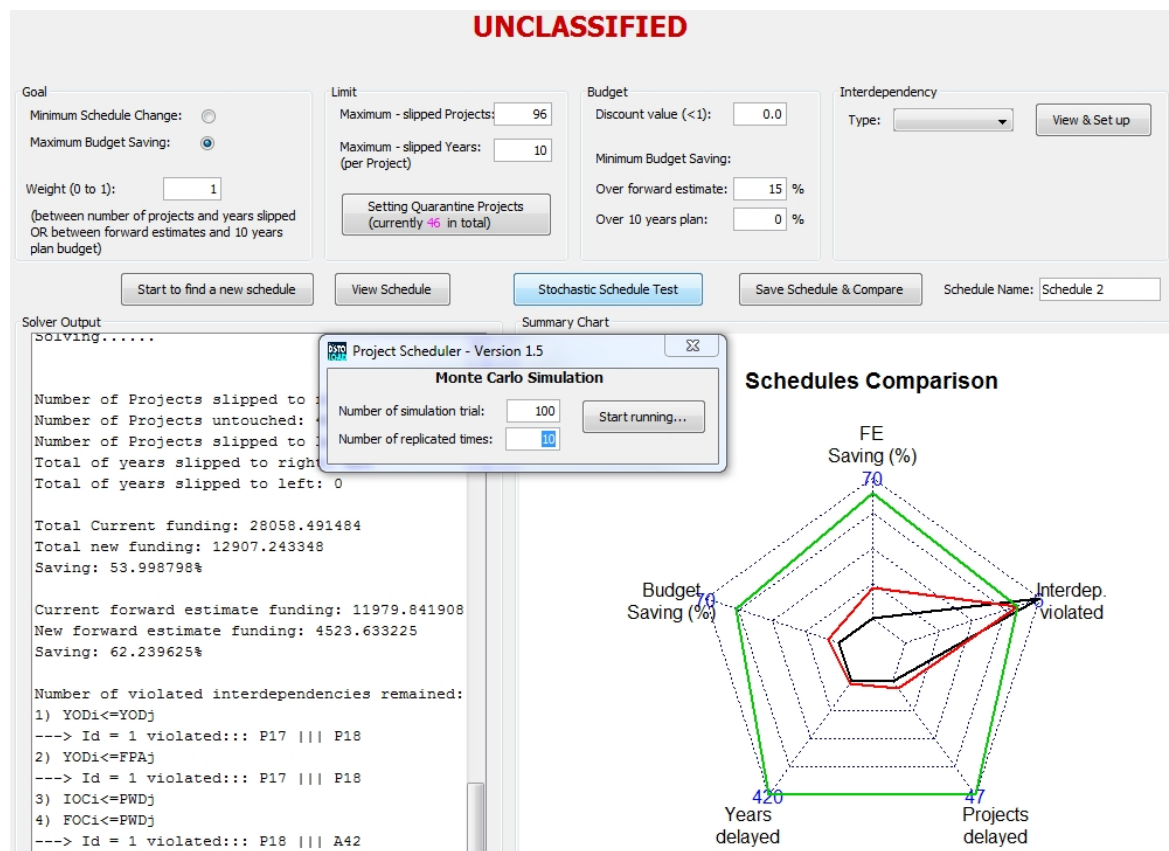 UNCLASSIFIED
Goal
Minimum Schedule Change:
Maximum Budget Saving:
Weight (0 to 1): 1
(between number of projects and years slipped
OR between forward estimates and 10 years
plan budget)
Limit
Maximum - slipped Projects: 96
Maximum - slipped Years: 10
(per Project)
Setting Quarantine Projects
(currently 46 in total)
Budget
Discount value (<1): 0.0
Minimum Budget Saving:
Over forward estimate: 15 %
Over 10 years plan: 0 %
Interdependency
Type:
View & Set up
Start to find a new schedule
View Schedule
Stochastic Schedule Test
Save Schedule & Compare
Schedule Name: Schedule 2
Solver Output
Solving......
Number of Projects slipped to
Number of Projects untouched:
Number of Projects slipped to
Total of years slipped to right
Total of years slipped to left: 0
Total Current funding: 28058.491484
Total new funding: 12907.243348
Saving: 53.998798%
Current forward estimate funding: 11979.841908
New forward estimate funding: 4523.633225
Saving: 62.239625%
Number of violated interdependencies remained:
1) YODi<=YODj
---> Id = 1 violated::: P17 ||| P18
2) YODi<=FPAj
---> Id = 1 violated::: P17 ||| P18
3) IOCi<=PWDj
4) FOCi<=PWDj
---> Id = 1 violated::: P18 ||| A42
Project Scheduler - Version 1.5
Monte Carlo Simulation
Number of simulation trial: 100
Number of replicated times: 10
Start running...
Summary Chart
Schedules Comparison
FE
Saving (%)
70
Budget
Saving (%)
70
Interdep.
violated
Years
delayed
420
Projects
delayed
47